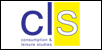 cls
consumption &
leisure studies